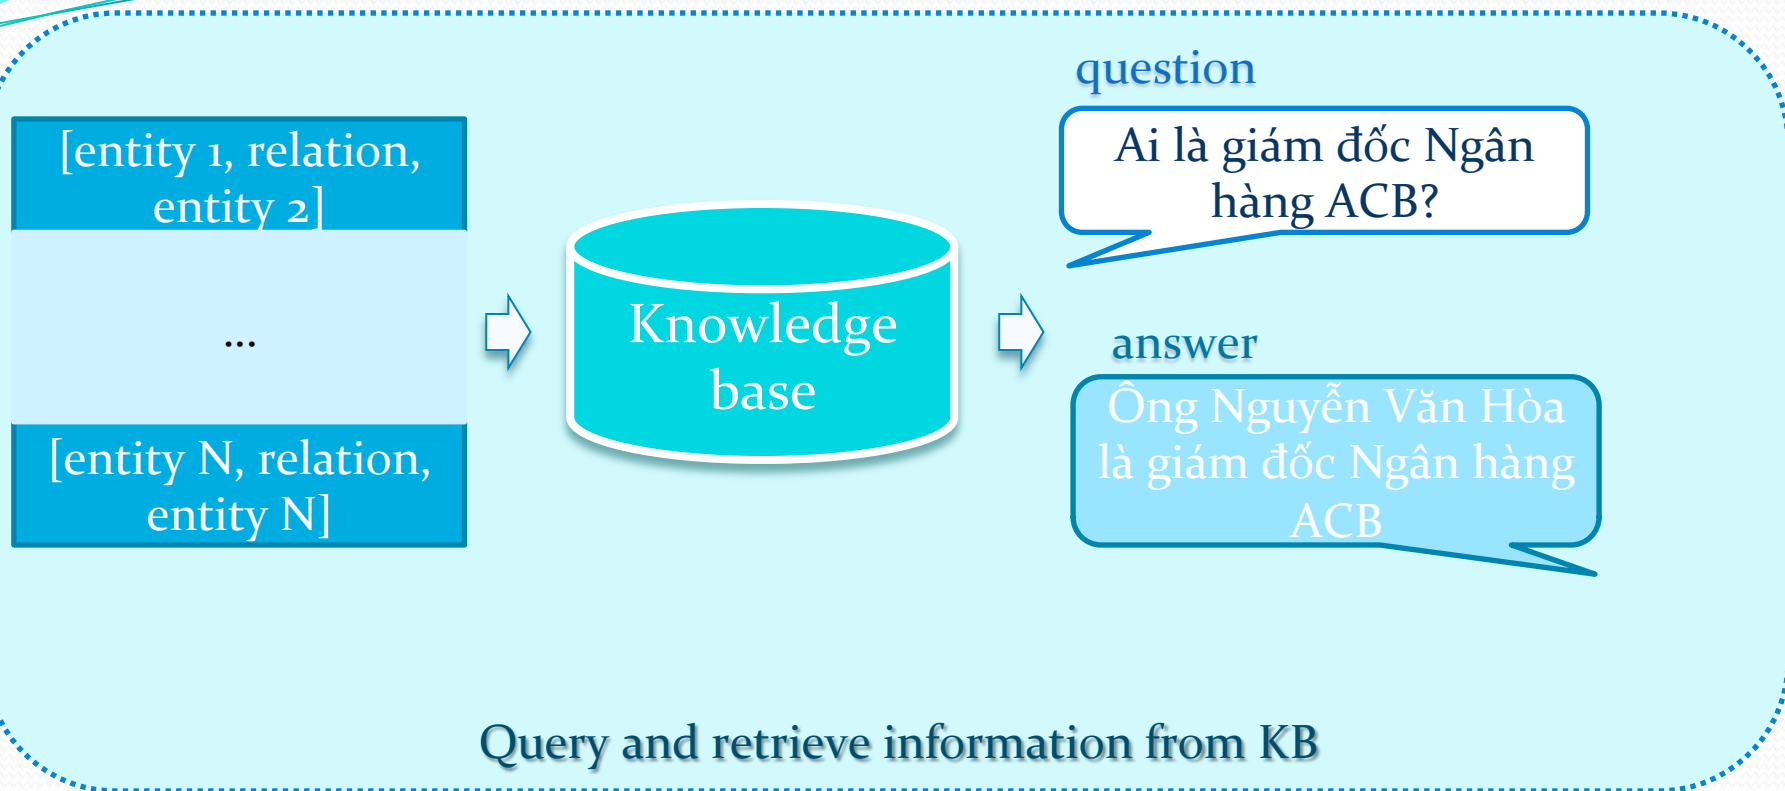 [entity 1, relation,
entity 2]
...
[entity N, relation,
entity N]
Knowledge
base
question
Ai là giám đốc Ngân
hàng ACB?
answer
Ông Nguyễn Văn Hòa
là giám đốc Ngân hàng
ACB
Query and retrieve information from KB